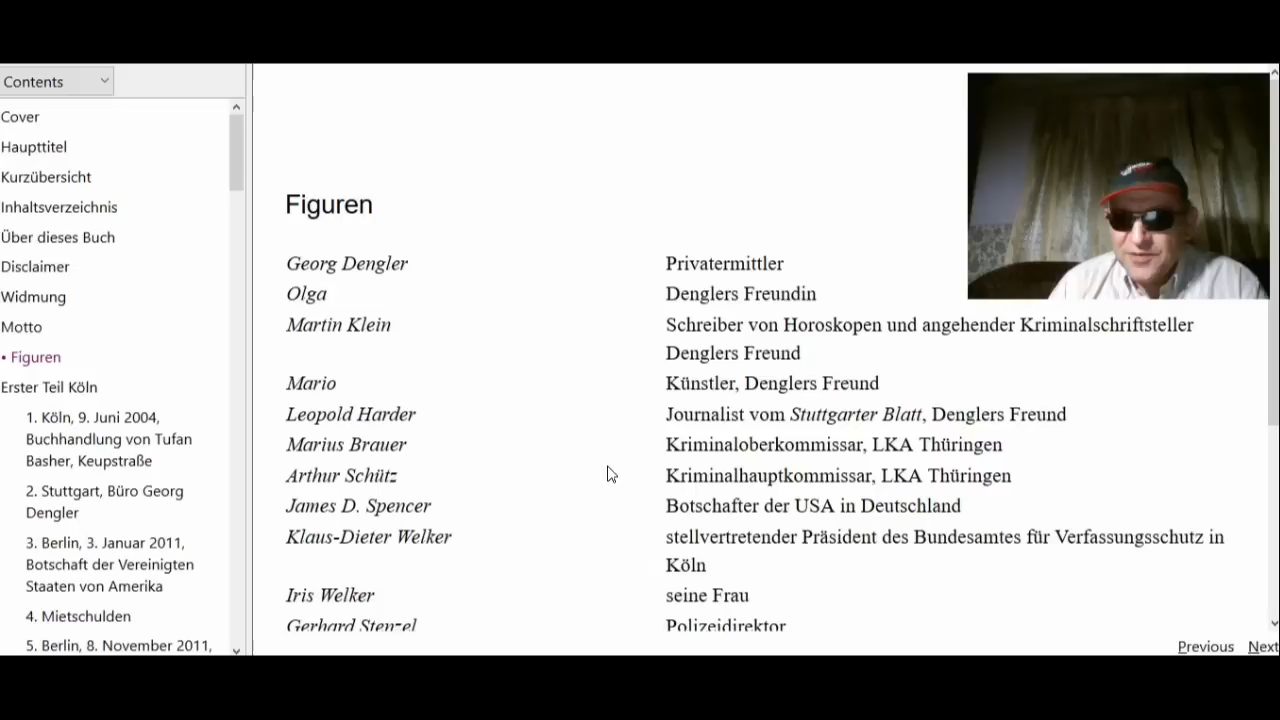 Contents
Cover
Haupttitel
Kurzübersicht
Inhaltsverzeichnis
Über dieses Buch
Disclaimer
Widmung
Motto
• Figuren
Erster Teil Köln
1. Köln, 9. Juni 2004,
Buchhandlung von Tufan
Basher, Keupstraße
2. Stuttgart, Büro Georg
Dengler
3. Berlin, 3. Januar 2011,
Botschaft der Vereinigten
Staaten von Amerika
4. Mietschulden
5. Berlin, 8. November 2011,
Figuren
Georg Dengler Privatermittler
Olga Denglers Freundin
Martin Klein Schreiber von Horoskopen und angehender Kriminalschriftsteller
Denglers Freund
Mario Künstler, Denglers Freund
Leopold Harder Journalist vom Stuttgarter Blatt, Denglers Freund
Marius Brauer Kriminaloberkommissar, LKA Thüringen
Arthur Schütz Kriminalhauptkommissar, LKA Thüringen
James D. Spencer Botschafter der USA in Deutschland
Klaus-Dieter Welker stellvertretender Präsident des Bundesamtes für Verfassungsschutz in
Köln
Iris Welker seine Frau
Gerhard Stenzel Polizeidirektor
Previous Next